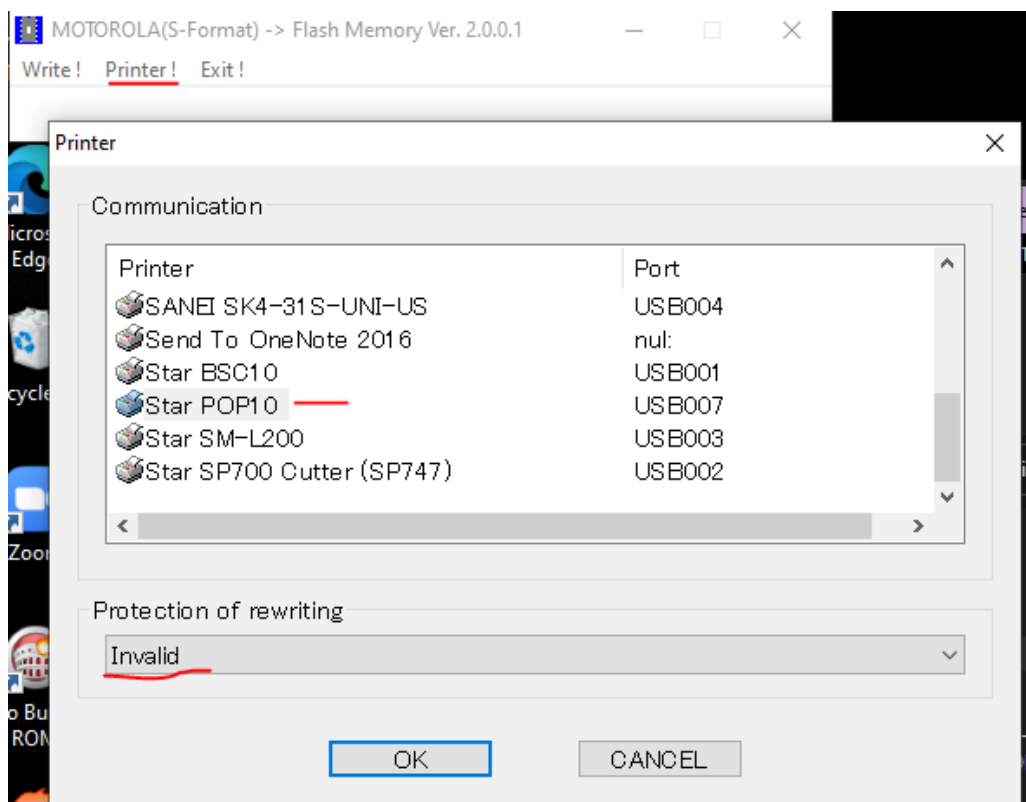 MOTOROLA(S-Format) -> Flash Memory Ver. 2.0.0.1
Write! Printer! Exit!
Printer
Communication
Printer Port
SANEI SK4-31S-UNI-US USB004
Send To OneNote 2016 nul:
Star BSC10 USB001
Star POP10 USB007
Star SM-L200 USB003
Star SP700 Cutter (SP747) USB002
Protection of rewriting
Invalid
OK CANCEL
icros
Edg
cycle
Zoo
o Bu
ROM